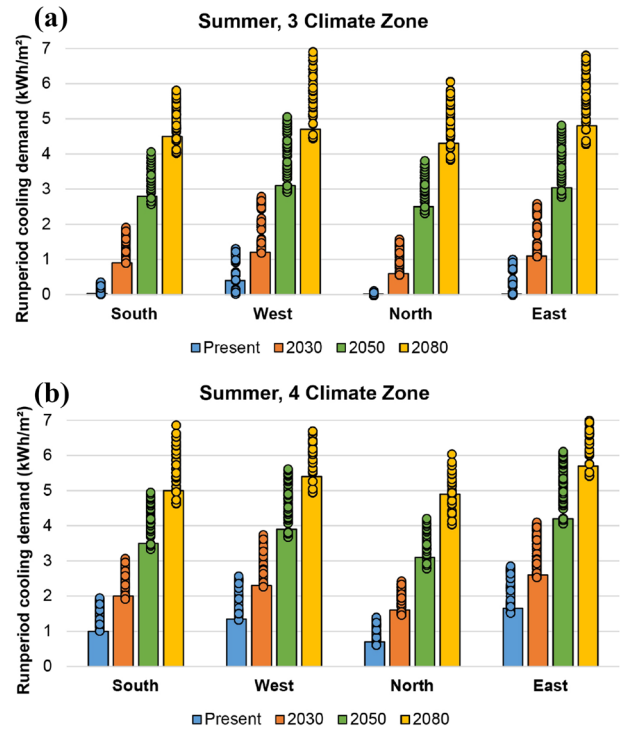 (a)
Summer, 3 Climate Zone
Runperiod cooling demand (kWh/m²)
7
6
5
4
3
2
1
0
South West North East
Present 2030 2050 2080
(b)
Summer, 4 Climate Zone
Runperiod cooling demand (kWh/m²)
7
6
5
4
3
2
1
0
South West North East
Present 2030 2050 2080